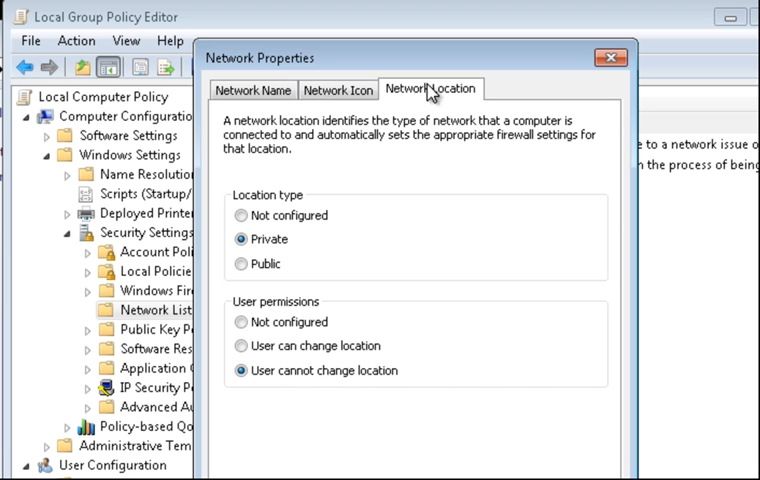 Local Group Policy Editor
File Action View Help
Network Properties
Network Name Network Icon Network Location
A network location identifies the type of network that a computer is
connected to and automatically sets the appropriate firewall settings for
that location.
Location type
Not configured
Private
Public
User permissions
Not configured
User can change location
User cannot change location
Local Computer Policy
Computer Configuratio
Software Settings
Windows Settings
Name Resolution
Scripts (Startup/
Deployed Printer
Security Settings
Account Poli
Local Policie
Windows Fire
Network List
Public Key P
Software Res
Application C
IP Security P
Advanced Au
Policy-based Qo
Administrative Tem
User Configuration
e to a network issue o
n the process of being